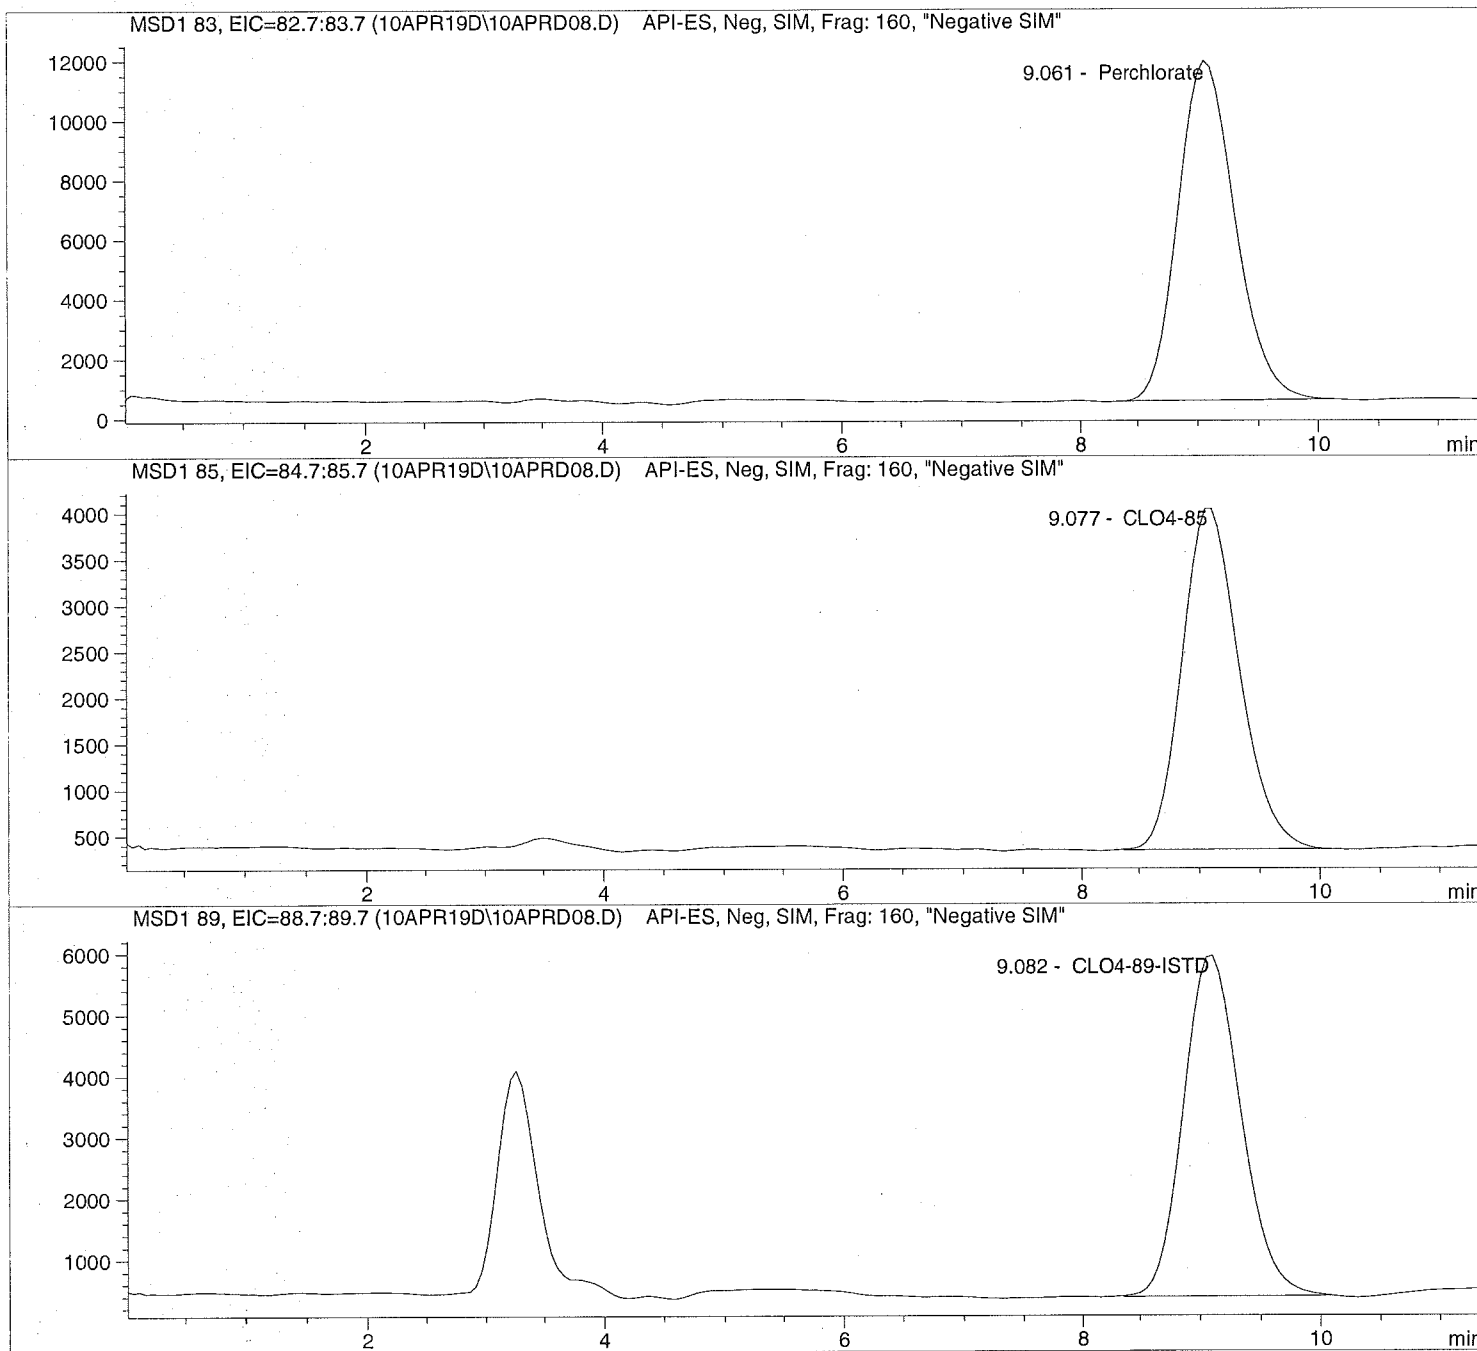 MSD1 83, EIC=82.7:83.7 (10APR19D\10APRD08.D) API-ES, Neg, SIM, Frag: 160, "Negative SIM"
12000
9.061 - Perchlorate
10000
8000
6000
4000
2000
0
2 4 6 8 10 min
MSD1 85, EIC=84.7:85.7 (10APR19D\10APRD08.D) API-ES, Neg, SIM, Frag: 160, "Negative SIM"
4000
9.077 - CLO4-85
3500
3000
2500
2000
1500
1000
500
2 4 6 8 10 min
MSD1 89, EIC=88.7:89.7 (10APR19D\10APRD08.D) API-ES, Neg, SIM, Frag: 160, "Negative SIM"
6000
9.082 - CLO4-89-ISTD
5000
4000
3000
2000
1000
2 4 6 8 10 min